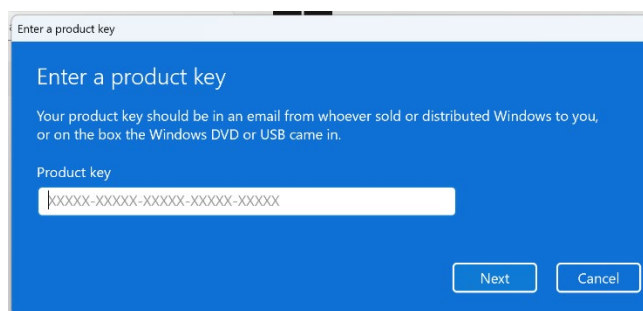 Enter a product key
Enter a product key
Your product key should be in an email from whoever sold or distributed Windows to you,
or on the box the Windows DVD or USB came in.
Product key
XXXXX-XXXXX-XXXXX-XXXXX-XXXXX
Next
Cancel